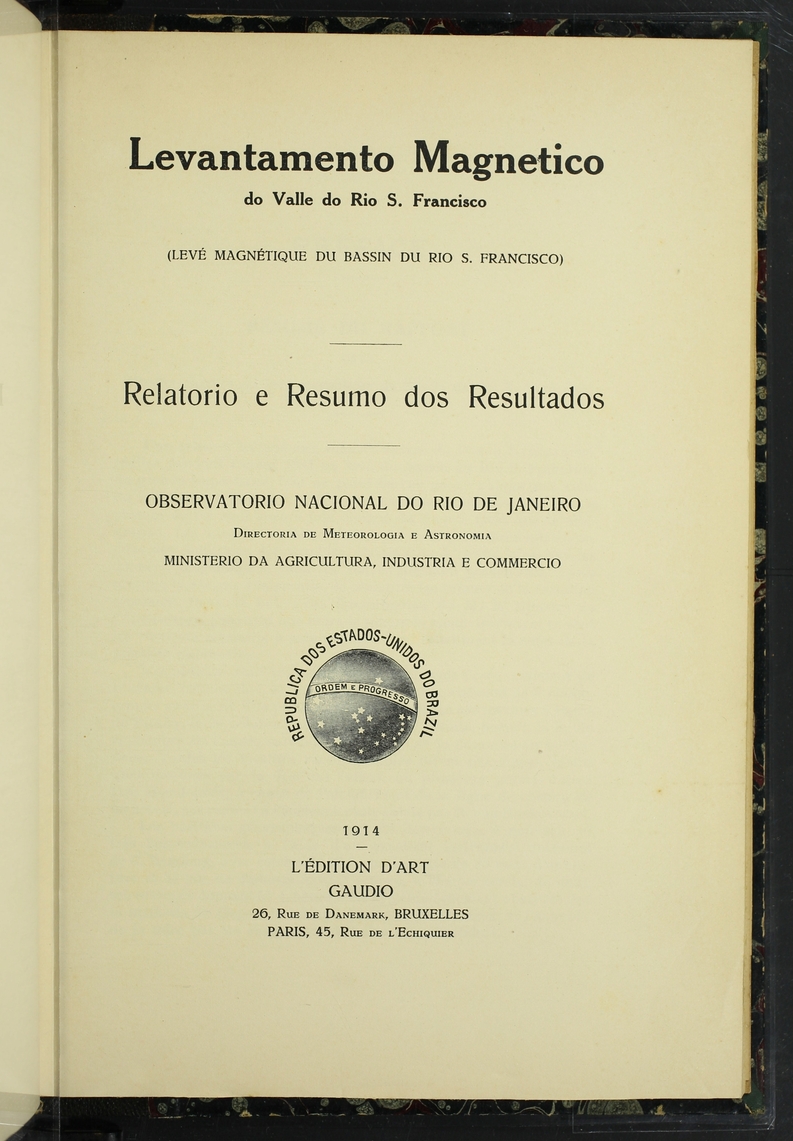 Levantamento Magnetico
do Valle do Rio S. Francisco
(LEVÉ MAGNÉTIQUE DU BASSIN DU RIO S. FRANCISCO)
Relatorio e Resumo dos Resultados
OBSERVATORIO NACIONAL DO RIO DE JANEIRO
DIRECTORIA DE METEOROLOGIA E ASTRONOMIA
MINISTERIO DA AGRICULTURA, INDUSTRIA E COMMERCIO
REPUBLICA DOS ESTADOS-UNIDOS DO BRAZIL
ORDEM E PROGRESSO
1914
L'ÉDITION D'ART
GAUDIO
26, RUE DE DANEMARK, BRUXELLES
PARIS, 45, RUE DE L'ECHIQUIER